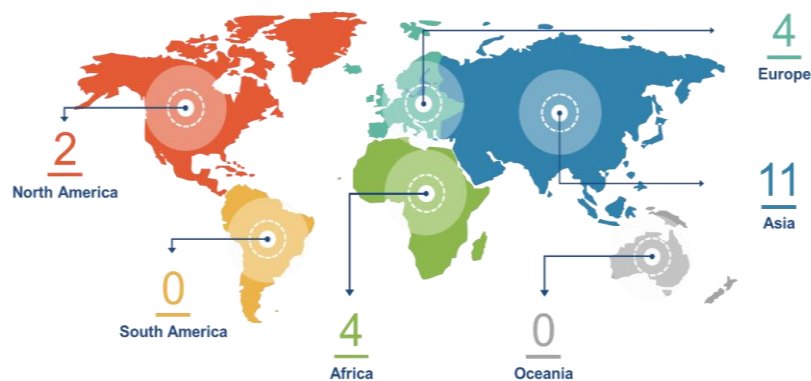 4
Europe
2
North America
11
Asia
0
South America
4
Africa
0
Oceania